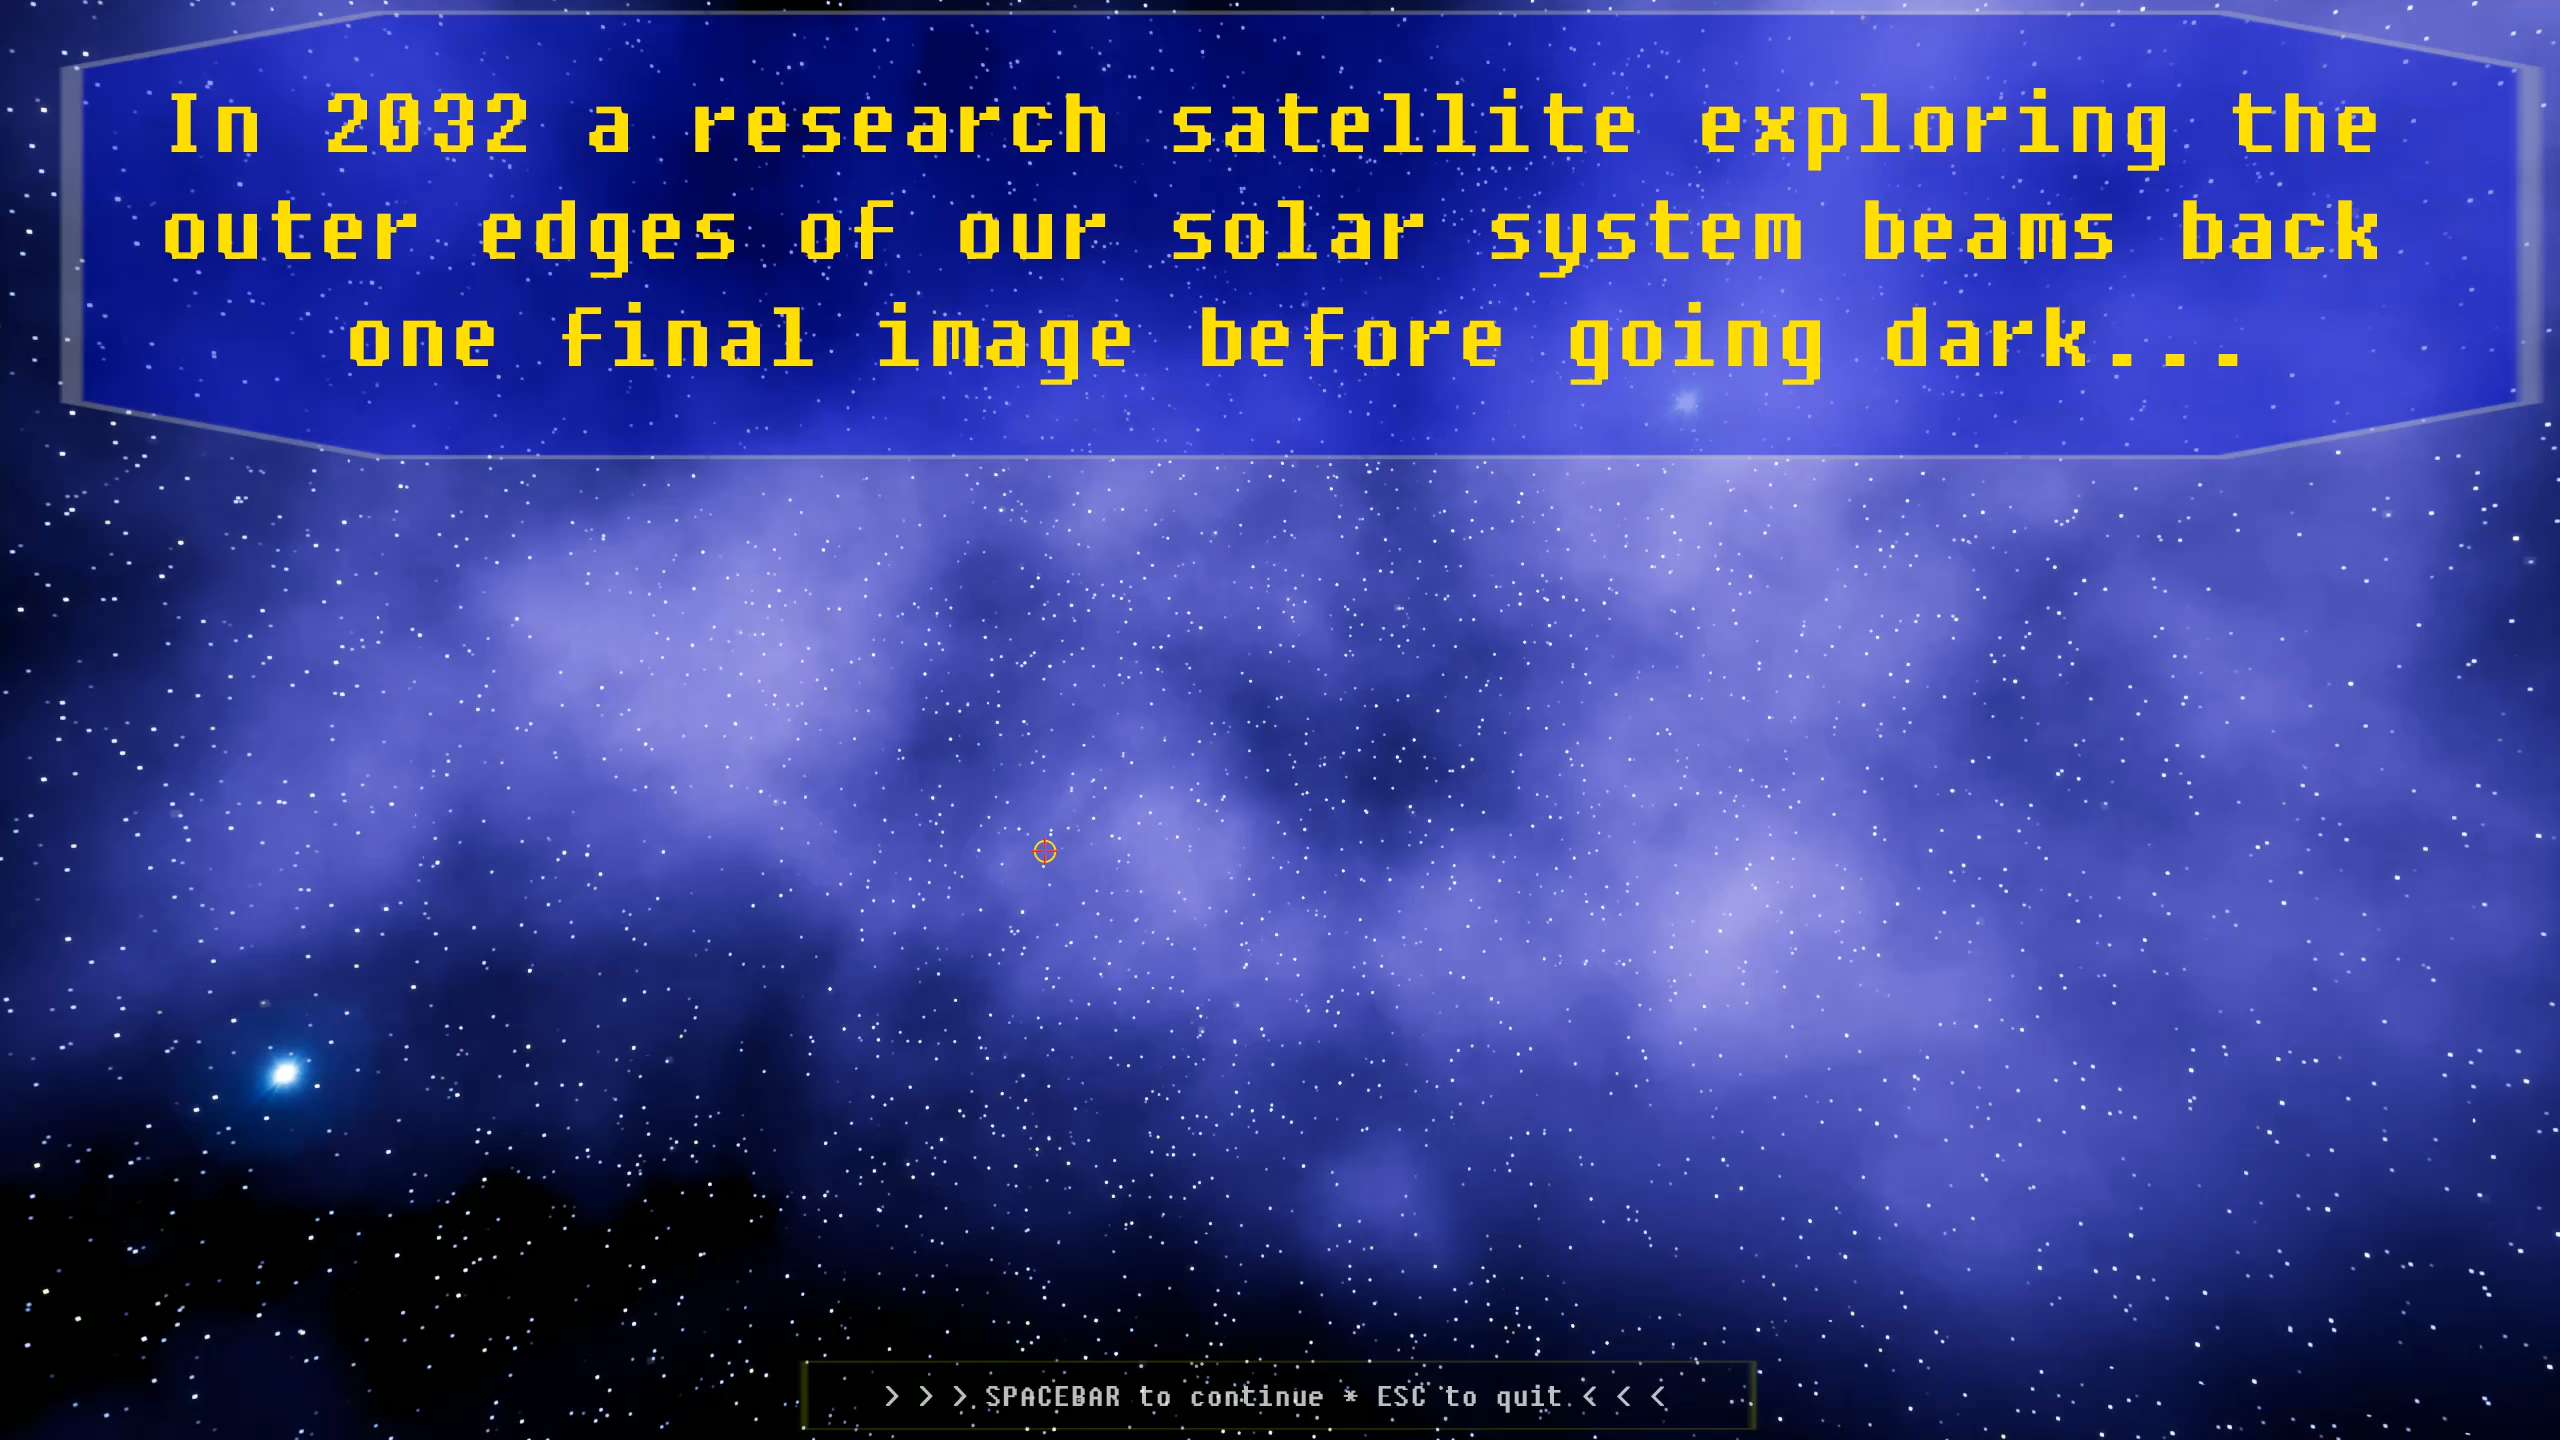 In 2032 a research satellite exploring the
outer edges of our solar system beams back
one final image before going dark...
> > > SPACEBAR to continue * ESC to quit < < <